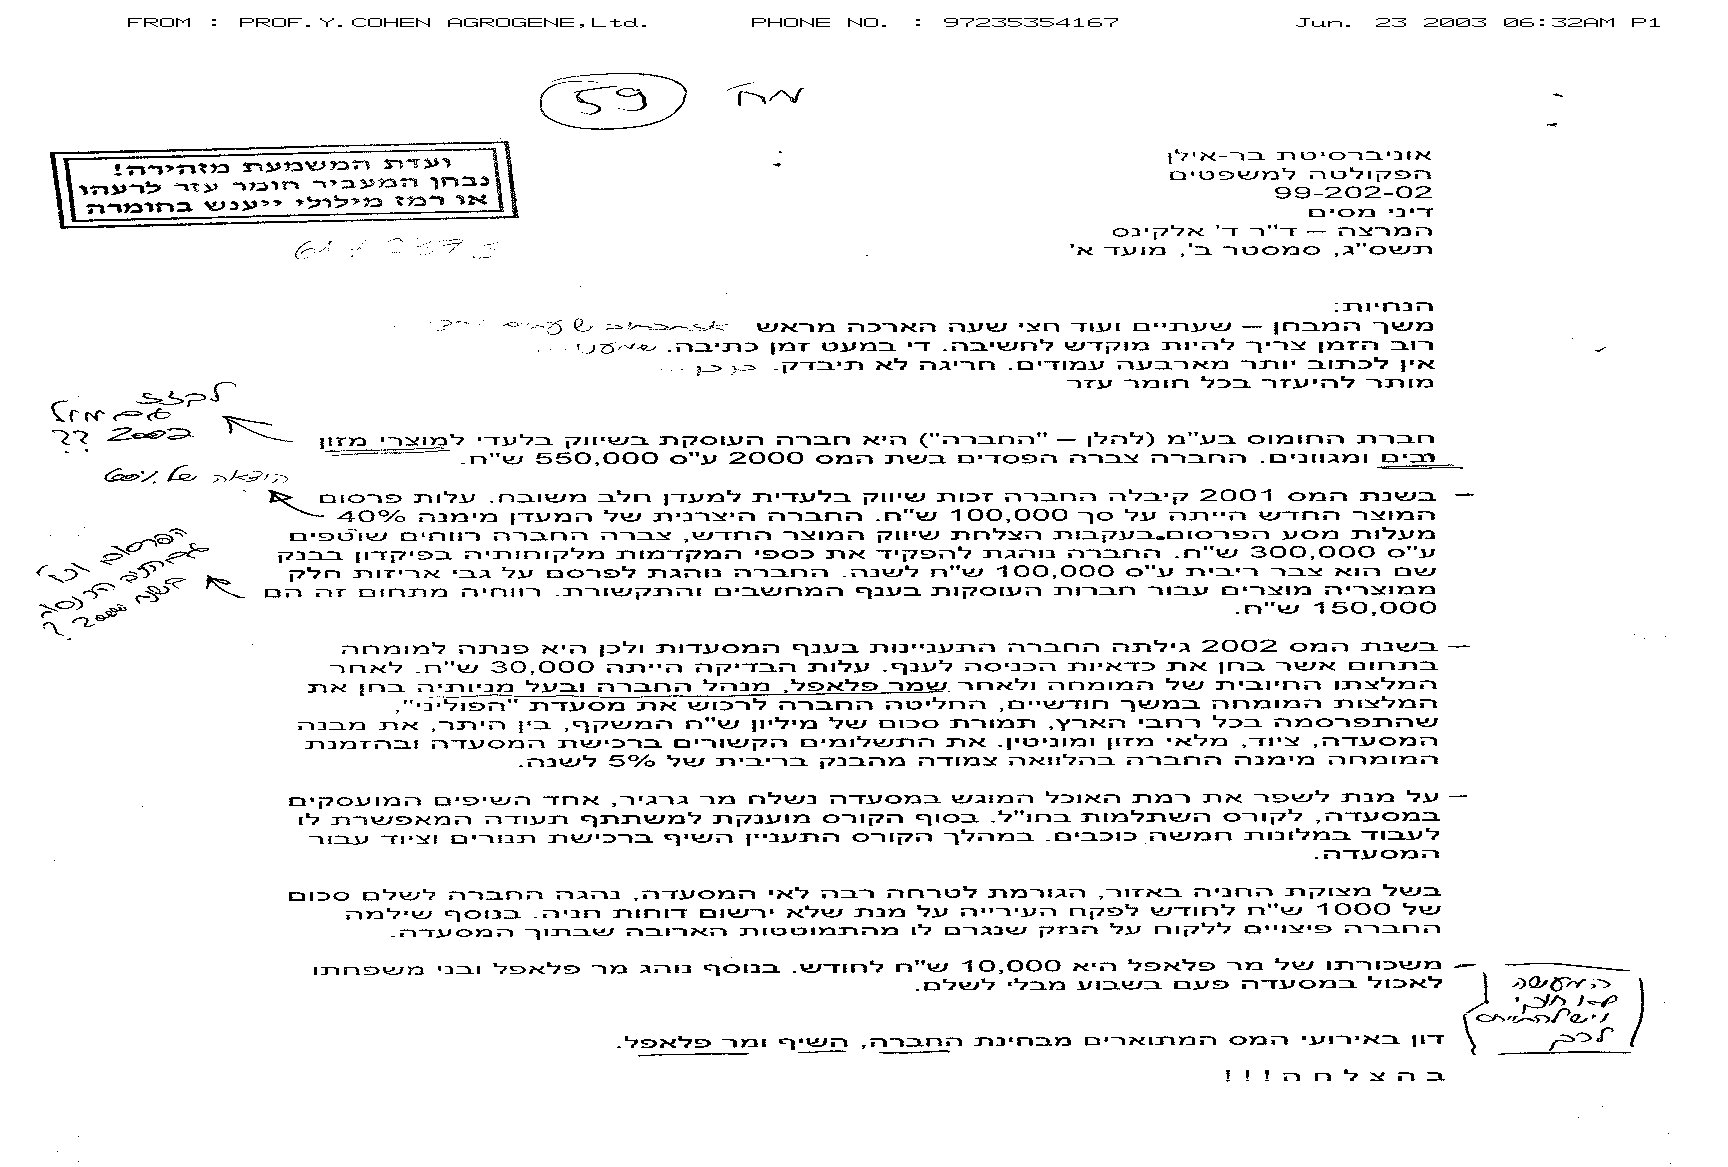 FROM : PROF.Y.COHEN AGROGENE,Ltd. PHONE NO. : 97235354167 Jun. 23 2003 06:32AM P1
59
ועדת המשמעת מזהירה!
נבחן המעביר חומר עזר לרעהו
או רמז מילולי ייענש בחומרה
אוניברסיטת בר-אילן
הפקולטה למשפטים
99-202-02
דיני מסים
המרצה – ד"ר ד' אלקינס
תשס"ג, סמסטר ב', מועד א'
הנחיות:
משך המבחן – שעתיים ועוד חצי שעה הארכה מראש
רוב הזמן צריך להיות מוקדש לחשיבה. די במעט זמן כתיבה.
אין לכתוב יותר מארבעה עמודים. חריגה לא תיבדק.
מותר להיעזר בכל חומר עזר
לקזז
2002 ??
חברת החומוס בע"מ (להלן – "החברה") היא חברה העוסקת בשיווק בלעדי למוצרי מזון
רבים ומגוונים. החברה צברה הפסדים בשת המס 2000 ע"ס 550,000 ש"ח.
הוצאה של 60%
– בשנת המס 2001 קיבלה החברה זכות שיווק בלעדית למעדן חלב משובח. עלות פרסום
המוצר החדש הייתה על סך 100,000 ש"ח. החברה היצרנית של המעדן מימנה 40%
מעלות מסע הפרסום. בעקבות הצלחת שיווק המוצר החדש, צברה החברה רווחים שוטפים
ע"ס 300,000 ש"ח. החברה נוהגת להפקיד את כספי המקדמות מלקוחותיה בפיקדון בבנק
שם הוא צבר ריבית ע"ס 100,000 ש"ח לשנה. החברה נוהגת לפרסם על גבי אריזות חלק
ממוצריה מוצרים עבור חברות העוסקות בענף המחשבים והתקשורת. רווחיה מתחום זה הם
150,000 ש"ח.
– בשנת המס 2002 גילתה החברה התעניינות בענף המסעדות ולכן היא פנתה למומחה
בתחום אשר בחן את כדאיות הכניסה לענף. עלות הבדיקה הייתה 30,000 ש"ח. לאחר
המלצתו החיובית של המומחה ולאחר שמר פלאפל, מנהל החברה ובעל מניותיה בחן את
המלצות המומחה במשך חודשיים, החליטה החברה לרכוש את מסעדת "הפוליני",
שהתפרסמה בכל רחבי הארץ, תמורת סכום של מיליון ש"ח המשקף, בין היתר, את מבנה
המסעדה, ציוד, מלאי מזון ומוניטין. את התשלומים הקשורים ברכישת המסעדה ובהזמנת
המומחה מימנה החברה בהלוואה צמודה מהבנק בריבית של 5% לשנה.
– על מנת לשפר את רמת האוכל המוגש במסעדה נשלח מר גרגיר, אחד השיפים המועסקים
במסעדה, לקורס השתלמות בחו"ל. בסוף הקורס מוענקת למשתתף תעודה המאפשרת לו
לעבוד במלונות חמשה כוכבים. במהלך הקורס התעניין השיף ברכישת תנורים וציוד עבור
המסעדה.
בשל מצוקת החניה באזור, הגורמת לטרחה רבה לאי המסעדה, נהגה החברה לשלם סכום
של 1000 ש"ח לחודש לפקח העירייה על מנת שלא ירשום דוחות חניה. בנוסף שילמה
החברה פיצויים ללקוח על הנזק שנגרם לו מהתמוטטות הארובה שבתוך המסעדה.
– משכורתו של מר פלאפל היא 10,000 ש"ח לחודש. בנוסף נוהג מר פלאפל ובני משפחתו
לאכול במסעדה פעם בשבוע מבלי לשלם.
דון באירועי המס המתוארים מבחינת החברה, השיף ומר פלאפל.
ב ה צ ל ח ה ! ! !